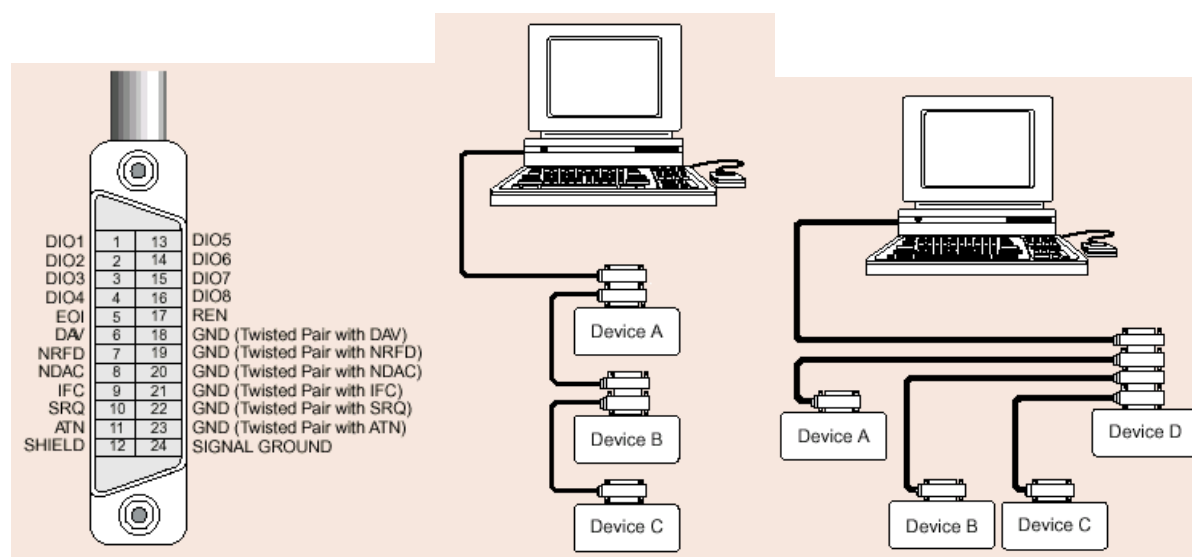 DIO1 1 13 DIO5
DIO2 2 14 DIO6
DIO3 3 15 DIO7
DIO4 4 16 DIO8
EOI 5 17 REN
DAV 6 18 GND (Twisted Pair with DAV)
NRFD 7 19 GND (Twisted Pair with NRFD)
NDAC 8 20 GND (Twisted Pair with NDAC)
IFC 9 21 GND (Twisted Pair with IFC)
SRQ 10 22 GND (Twisted Pair with SRQ)
ATN 11 23 GND (Twisted Pair with ATN)
SHIELD 12 24 SIGNAL GROUND
Device A
Device B
Device C
Device A
Device D
Device B
Device C